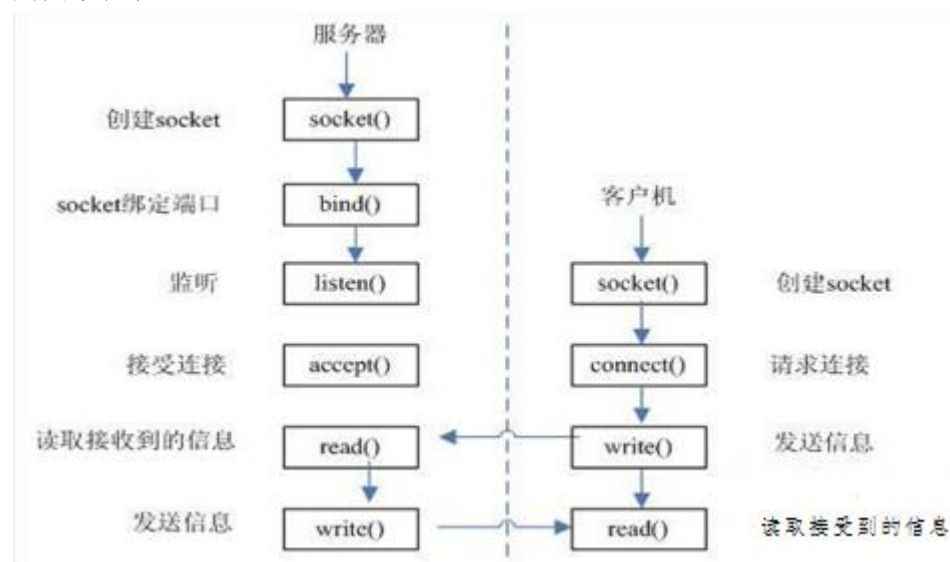 服务器
创建socket socket()
socket绑定端口 bind() 客户机
监听 listen() socket() 创建socket
接受连接 accept() connect() 请求连接
读取接收到的信息 read() write() 发送信息
发送信息 write() read() 读取接受到的信息